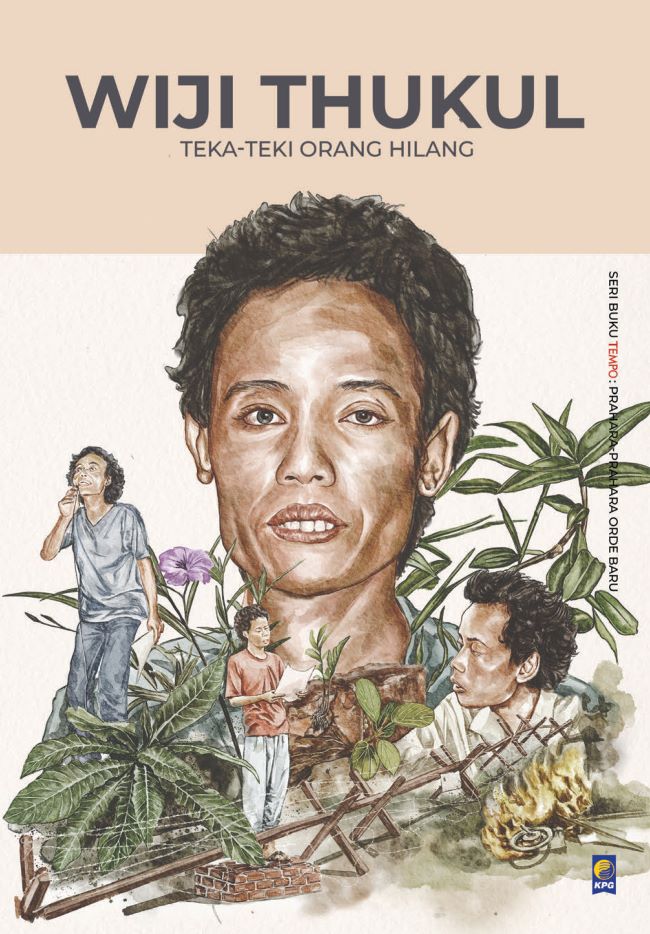 WIJI THUKUL
TEKA-TEKI ORANG HILANG
SERI BUKU TEMPO: PRAHARA-PRAHARA ORDE BARU
KPG